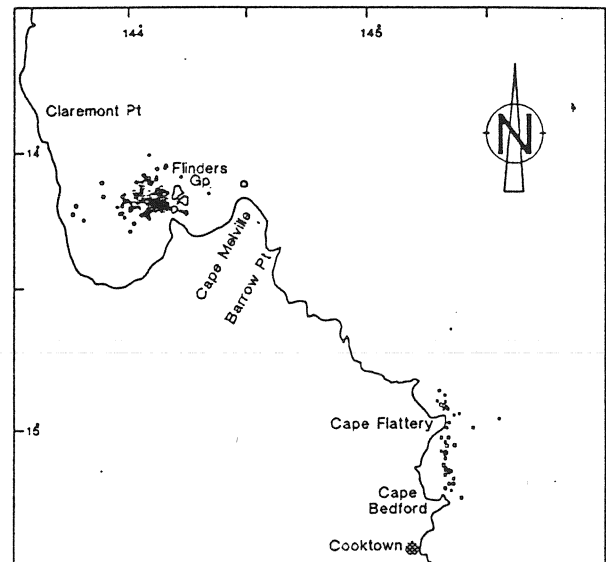 144
145
Claremont Pt
N
14
Flinders
Gp
Cape Melville
Barrow Pt
15
Cape Flattery
Cape
Bedford
Cooktown